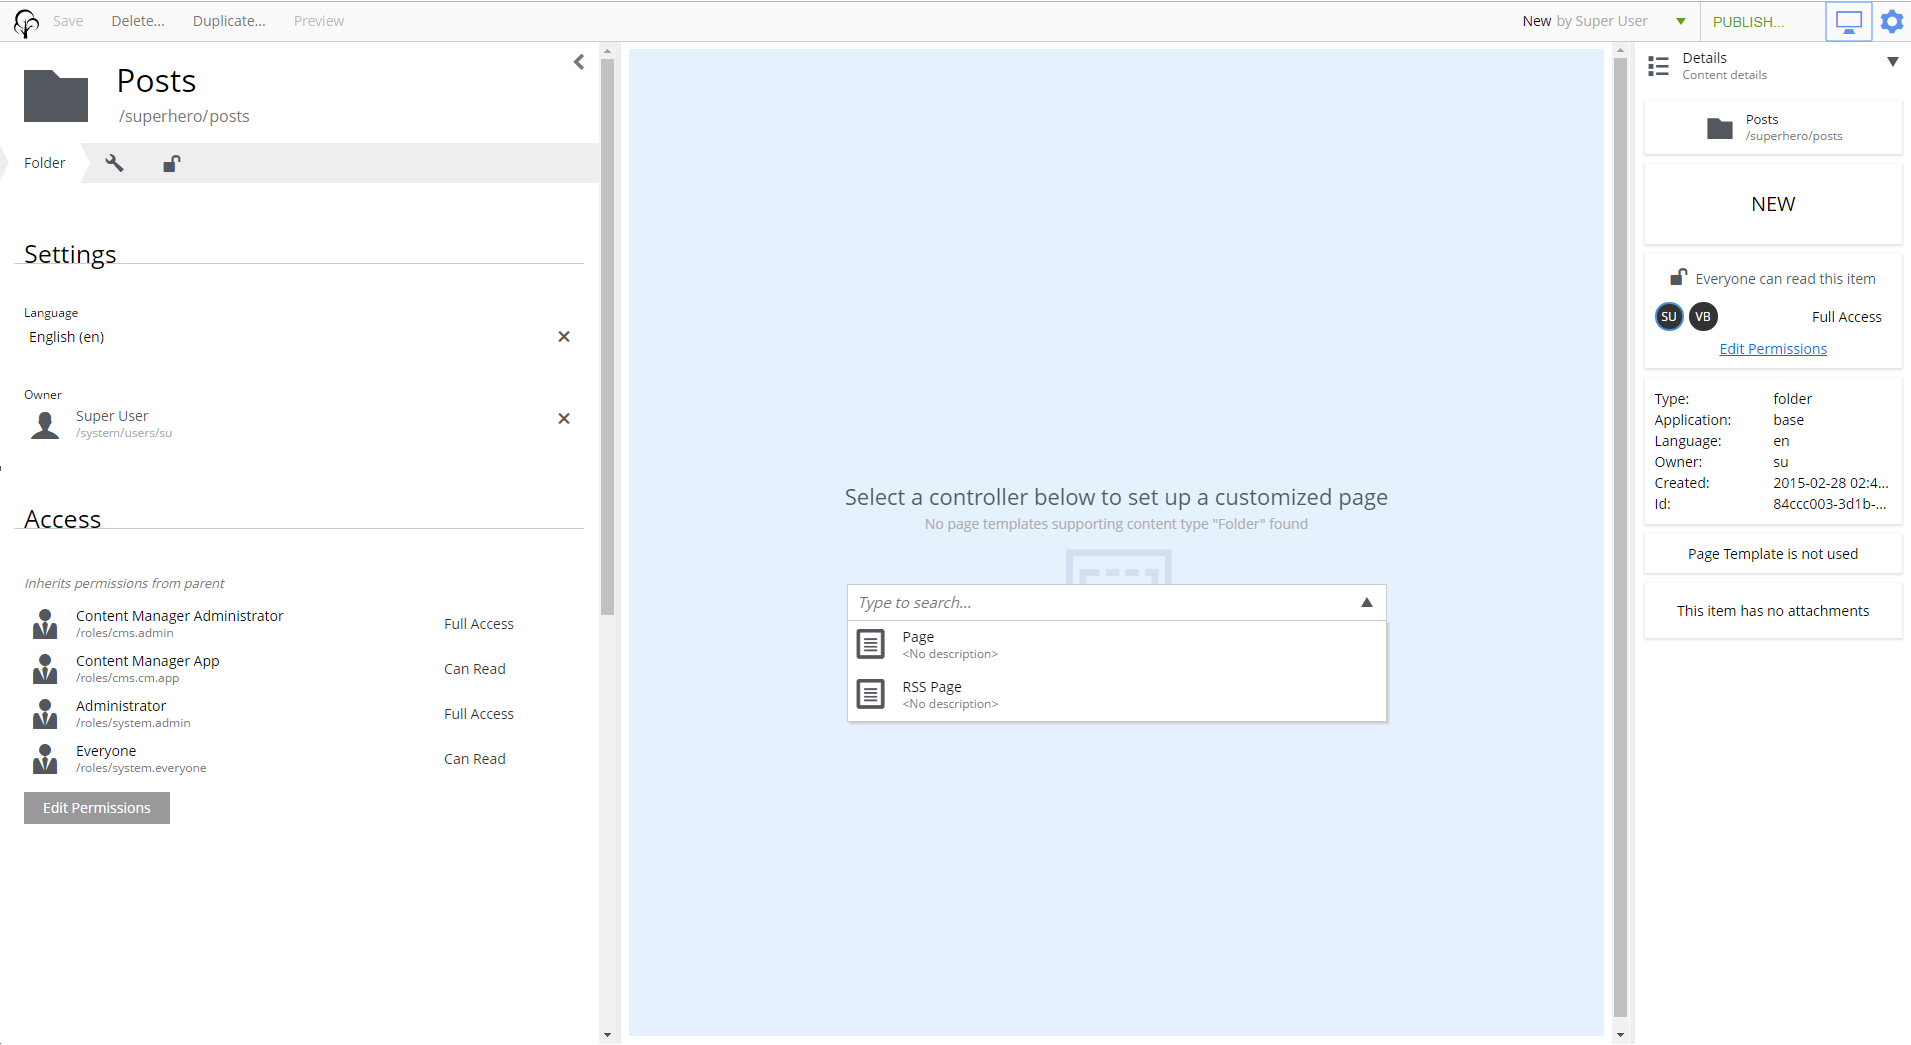 Save Delete... Duplicate... Preview New by Super User PUBLISH...
Posts
/superhero/posts
Folder
Settings
Language
English (en)
Owner
Super User
/system/users/su
Access
Inherits permissions from parent
Content Manager Administrator Full Access
/roles/cms.admin
Content Manager App Can Read
/roles/cms.cm.app
Administrator Full Access
/roles/system.admin
Everyone Can Read
/roles/system.everyone
Edit Permissions
Select a controller below to set up a customized page
No page templates supporting content type "Folder" found
Type to search...
Page
<No description>
RSS Page
<No description>
Details
Content details
Posts
/superhero/posts
NEW
Everyone can read this item
SU VB Full Access
Edit Permissions
Type: folder
Application: base
Language: en
Owner: su
Created: 2015-02-28 02:4...
Id: 84ccc003-3d1b-...
Page Template is not used
This item has no attachments